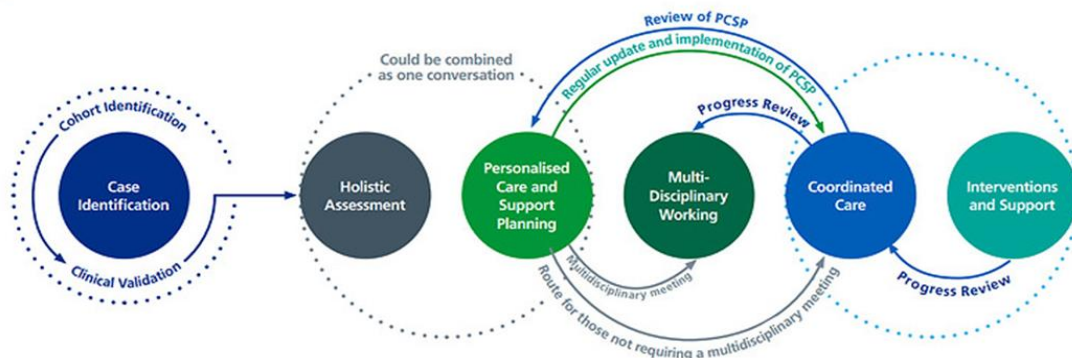 Review of PCSP
Regular update and implementation of PCSP
Could be combined
as one conversation
Cohort Identification
Progress Review
Case
Identification
Holistic
Assessment
Personalised
Care and
Support
Planning
Multi-
Disciplinary
Working
Coordinated
Care
Interventions
and Support
Clinical Validation
Multidisciplinary meeting
Route for those not requiring a multidisciplinary meeting
Progress Review